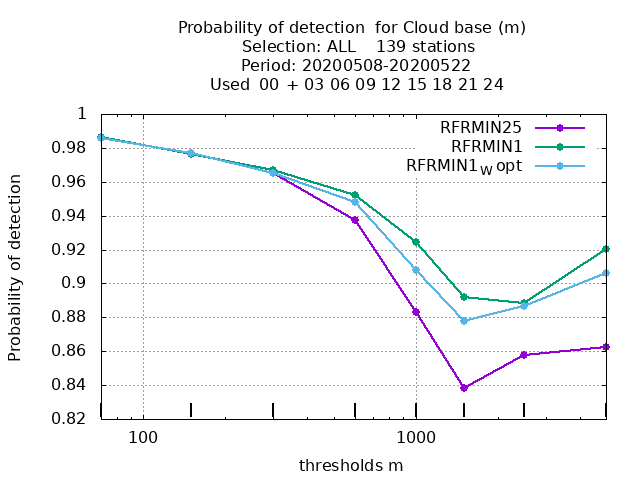 Probability of detection  for Cloud base (m)
Selection: ALL    139 stations
Period: 20200508-20200522
Used  00 + 03 06 09 12 15 18 21 24
1
0.98
0.96
0.94
0.92
0.9
0.88
0.86
0.84
0.82
Probability of detection
RFRMIN25
RFRMIN1
RFRMIN1W opt
100
1000
thresholds m